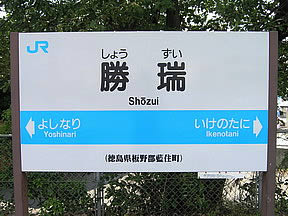 JR
しょう ずい
勝瑞
Shōzui
よしなり いけのたに
Yoshinari Ikenotani
(徳島県板野郡藍住町)